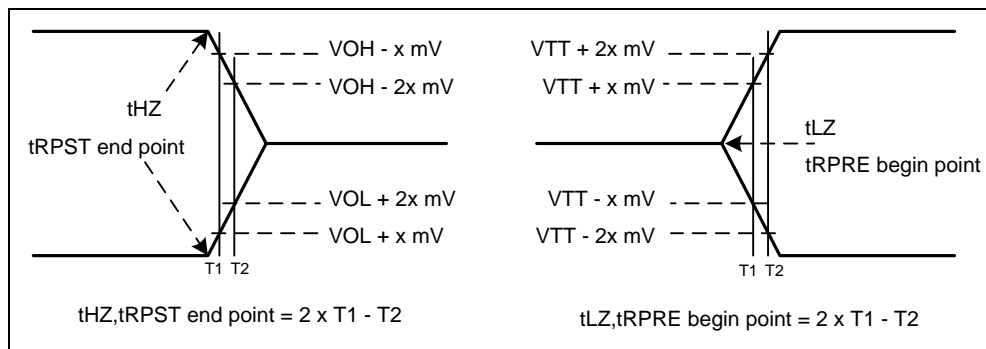 VOH - x mV
VOH - 2x mV
tHZ
tRPST end point
VOL + 2x mV
VOL + x mV
T1 T2
tHZ,tRPST end point = 2 x T1 - T2
VTT + 2x mV
VTT + x mV
tLZ
tRPRE begin point
VTT - x mV
VTT - 2x mV
T1 T2
tLZ,tRPRE begin point = 2 x T1 - T2